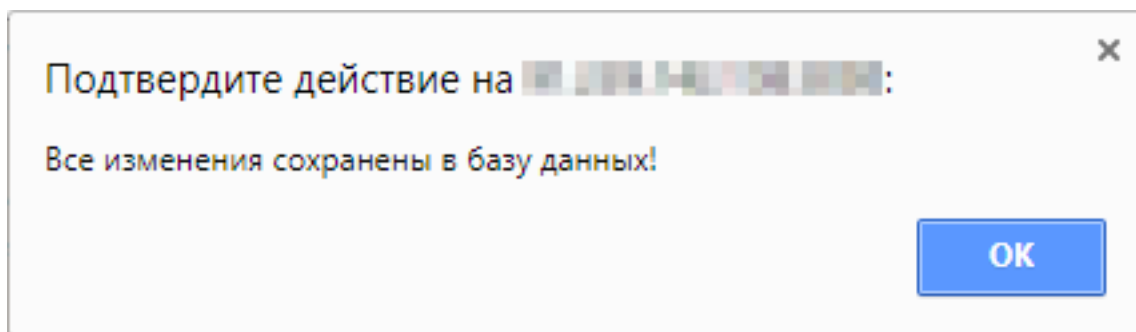 Подтвердите действие на :
Все изменения сохранены в базу данных!
OK